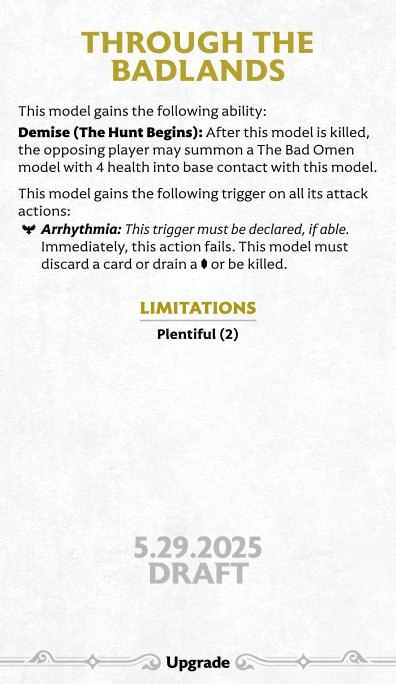 THROUGH THE
BADLANDS
This model gains the following ability:
Demise (The Hunt Begins): After this model is killed,
the opposing player may summon a The Bad Omen
model with 4 health into base contact with this model.
This model gains the following trigger on all its attack
actions:
Arrhythmia: This trigger must be declared, if able.
Immediately, this action fails. This model must
discard a card or drain a or be killed.
LIMITATIONS
Plentiful (2)
5.29.2025
DRAFT
Upgrade